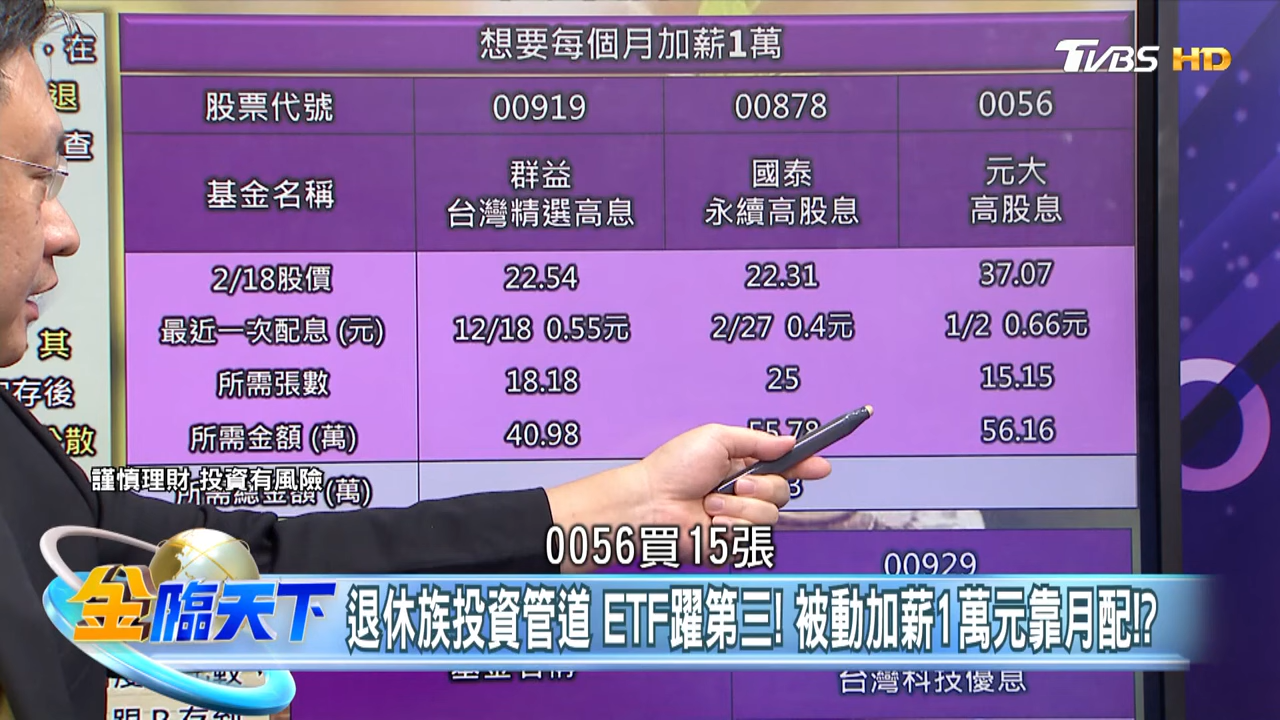 想要每個月加薪1萬
TVBS HD
在
退
查
股票代號 00919 00878 0056
基金名稱 群益 台灣精選高息 國泰 永續高股息 元大 高股息
2/18股價 22.54 22.31 37.07
最近一次配息 (元) 12/18 0.55元 2/27 0.4元 1/2 0.66元
其
所需張數 18.18 25 15.15
存後
所需金額 (萬) 40.98 55.78 56.16
散
謹慎理財 投資有風險
所需總金額 (萬)
0056買15張
00929
金臨天下
退休族投資管道 ETF躍第三! 被動加薪1萬元靠月配!?
台灣科技優息